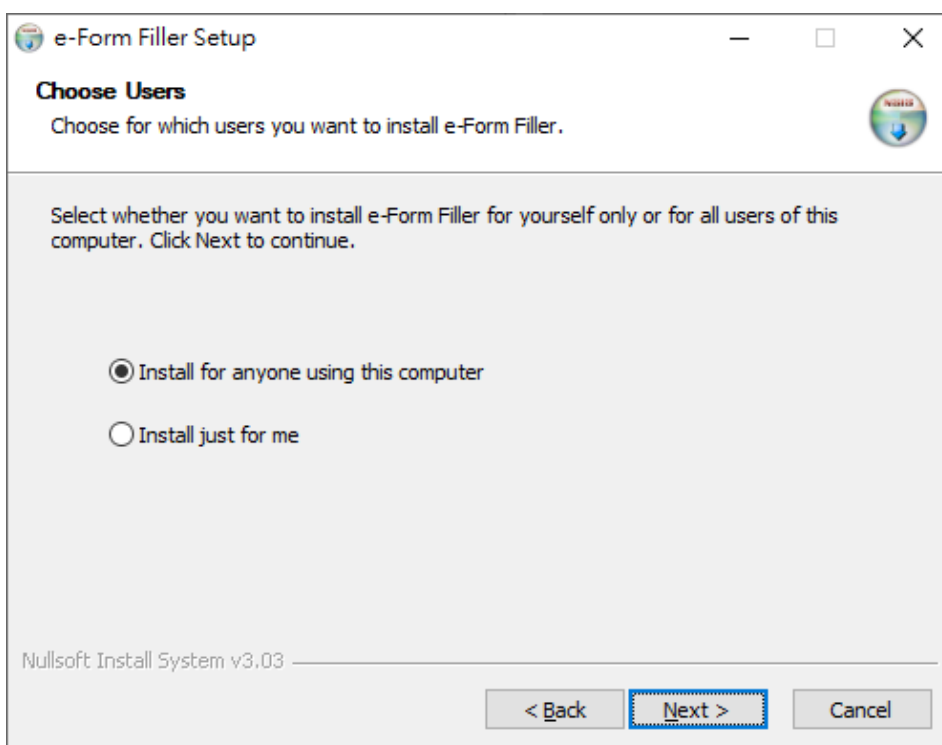 e-Form Filler Setup
Choose Users
Choose for which users you want to install e-Form Filler.
Select whether you want to install e-Form Filler for yourself only or for all users of this
computer. Click Next to continue.
Install for anyone using this computer
Install just for me
Nullsoft Install System v3.03
< Back Next > Cancel